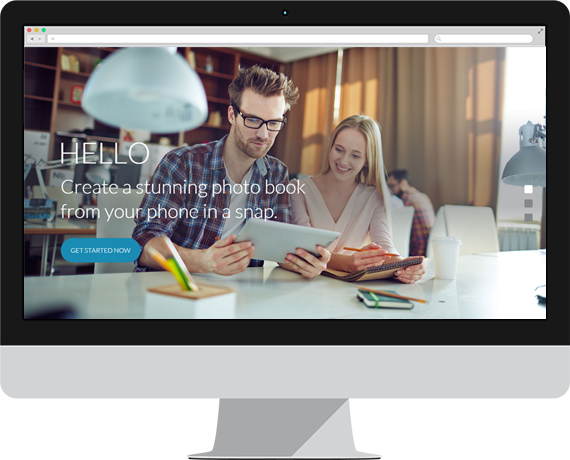 HELLO
Create a stunning photo book
from your phone in a snap.
GET STARTED NOW